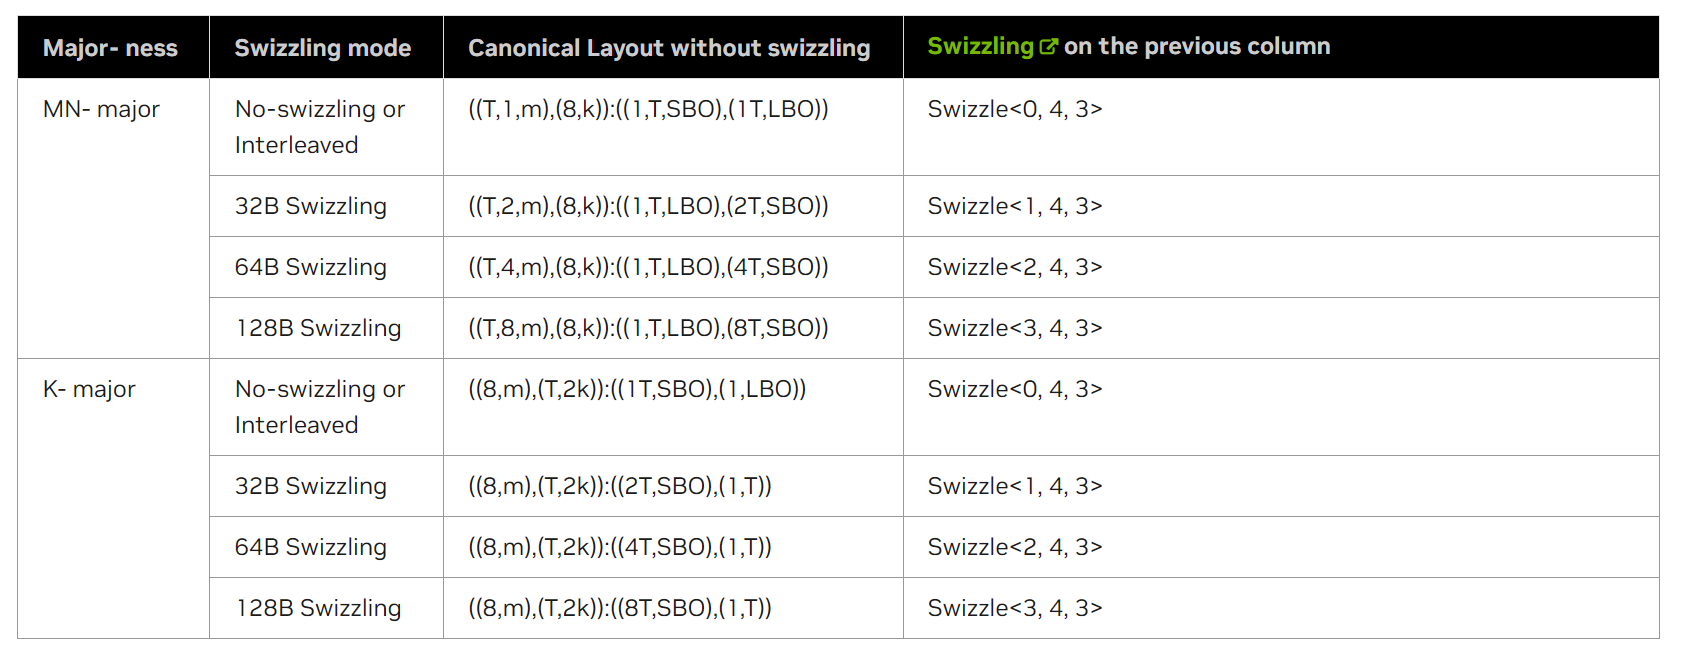 Major- ness Swizzling mode Canonical Layout without swizzling Swizzling on the previous column
MN- major No-swizzling or ((T,1,m),(8,k)):((1,T,SBO),(1T,LBO)) Swizzle<0, 4, 3>
Interleaved
32B Swizzling ((T,2,m),(8,k)):((1,T,LBO),(2T,SBO)) Swizzle<1, 4, 3>
64B Swizzling ((T,4,m),(8,k)):((1,T,LBO),(4T,SBO)) Swizzle<2, 4, 3>
128B Swizzling ((T,8,m),(8,k)):((1,T,LBO),(8T,SBO)) Swizzle<3, 4, 3>
K- major No-swizzling or ((8,m),(T,2k)):((1T,SBO),(1,LBO)) Swizzle<0, 4, 3>
Interleaved
32B Swizzling ((8,m),(T,2k)):((2T,SBO),(1,T)) Swizzle<1, 4, 3>
64B Swizzling ((8,m),(T,2k)):((4T,SBO),(1,T)) Swizzle<2, 4, 3>
128B Swizzling ((8,m),(T,2k)):((8T,SBO),(1,T)) Swizzle<3, 4, 3>